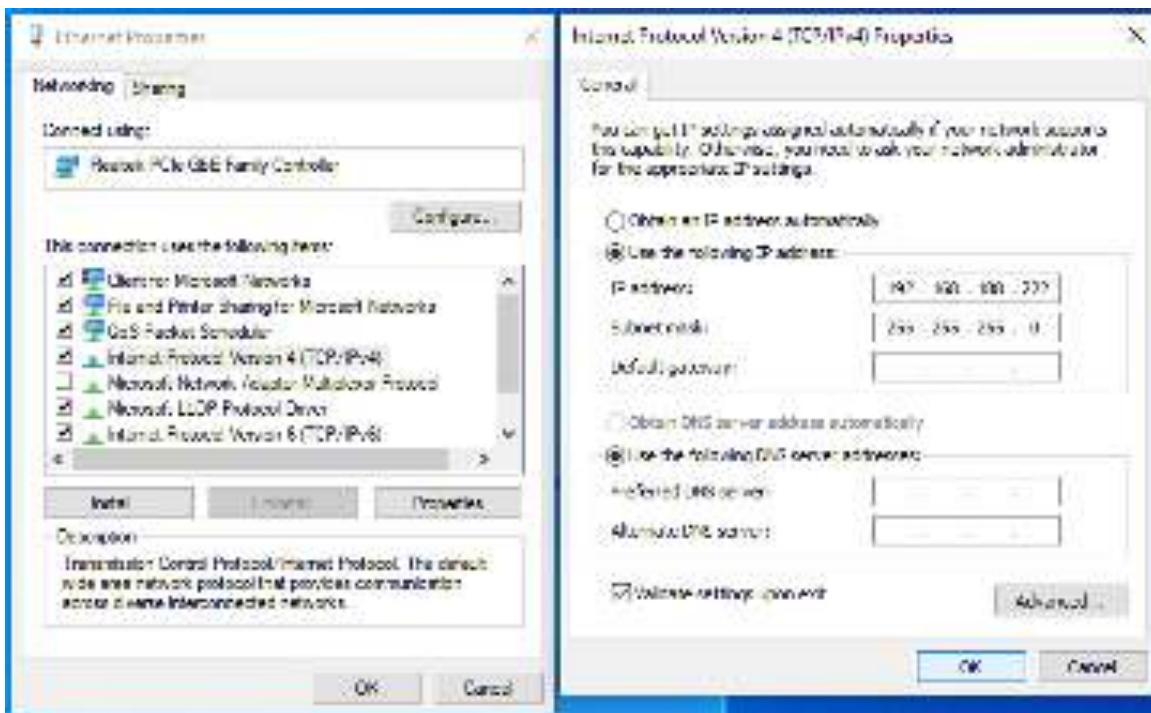 Ethernet Properties
Networking
Sharing
Connect using:
Realtek PCIe GBE Family Controller
Configure...
This connection uses the following items:
Client for Microsoft Networks
File and Printer Sharing for Microsoft Networks
QoS Packet Scheduler
Internet Protocol Version 4 (TCP/IPv4)
Microsoft Network Adapter Multiplexor Protocol
Microsoft LLDP Protocol Driver
Internet Protocol Version 6 (TCP/IPv6)
Install...
Uninstall
Properties
Description
Transmission Control Protocol/Internet Protocol. The default
wide area network protocol that provides communication
across diverse interconnected networks.
OK
Cancel
Internet Protocol Version 4 (TCP/IPv4) Properties
General
You can get IP settings assigned automatically if your network supports
this capability. Otherwise, you need to ask your network administrator
for the appropriate IP settings.
Obtain an IP address automatically
Use the following IP address:
IP address:
192 . 168 .
Subnet mask:
255 . 255 . 255 . 0
Default gateway:
Obtain DNS server address automatically
Use the following DNS server addresses:
Preferred DNS server:
Alternate DNS server:
Validate settings upon exit
Advanced...
OK
Cancel